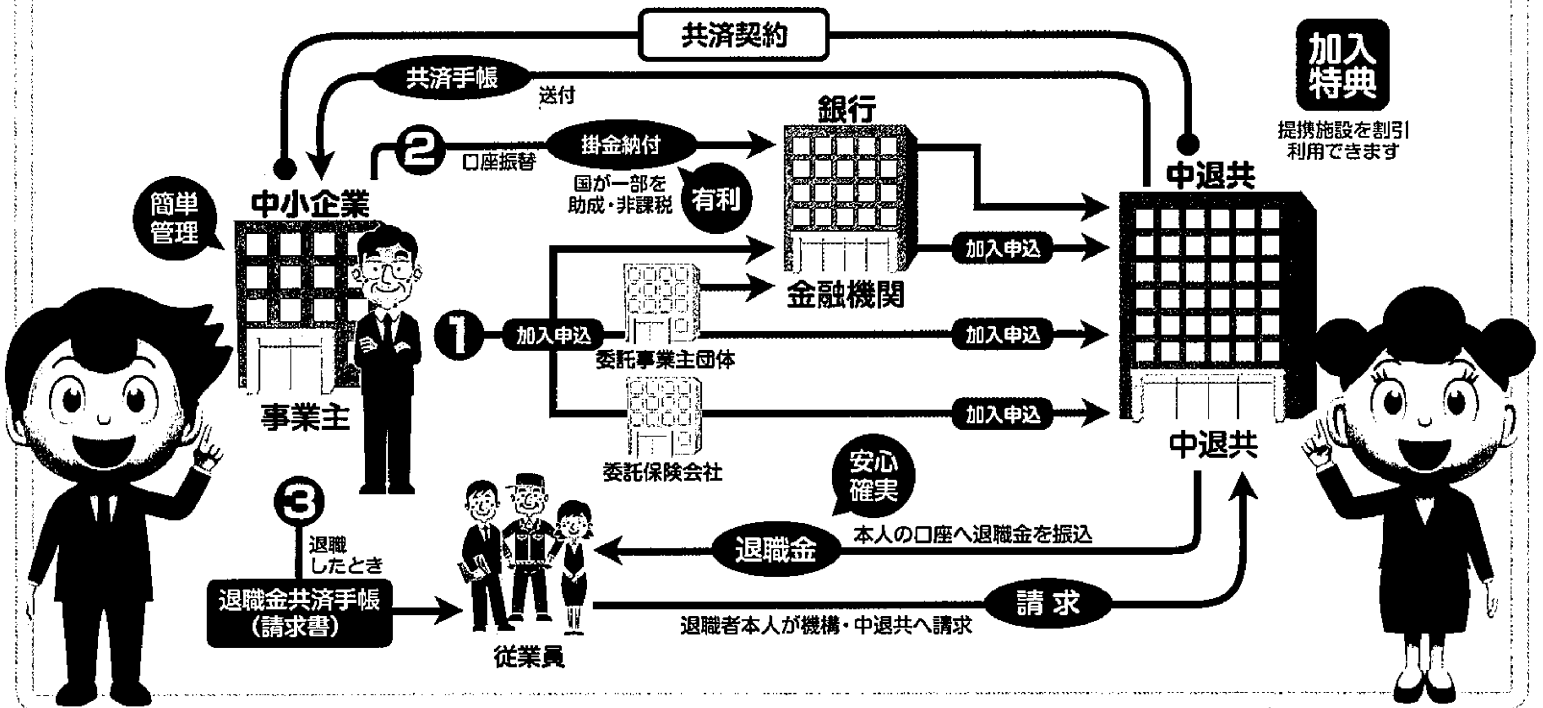 共済契約
共済手帳
送付
加入
特典
提携施設を割引
利用できます
2
口座振替
掛金納付
国が一部を
助成・非課税
有利
銀行
金融機関
中退共
簡単
管理
中小企業
事業主
1
加入申込
委託事業主団体
委託保険会社
加入申込
加入申込
加入申込
中退共
安心
確実
3
退職
したとき
退職金共済手帳
(請求書)
従業員
退職金
本人の口座へ退職金を振込
請求
退職者本人が機構・中退共へ請求